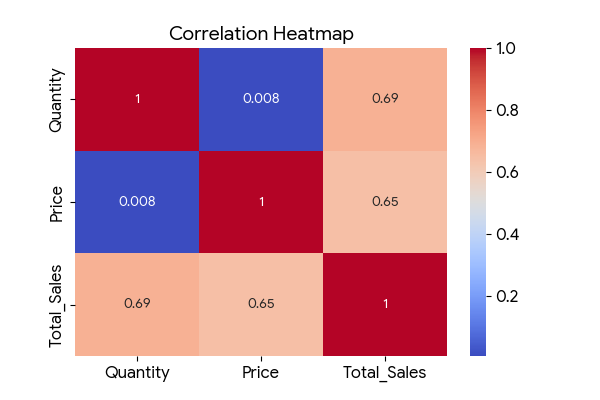 Correlation Heatmap
Quantity 1 0.008 0.69
Price 0.008 1 0.65
Total_Sales 0.69 0.65 1
Quantity Price Total_Sales
1.0
0.8
0.6
0.4
0.2